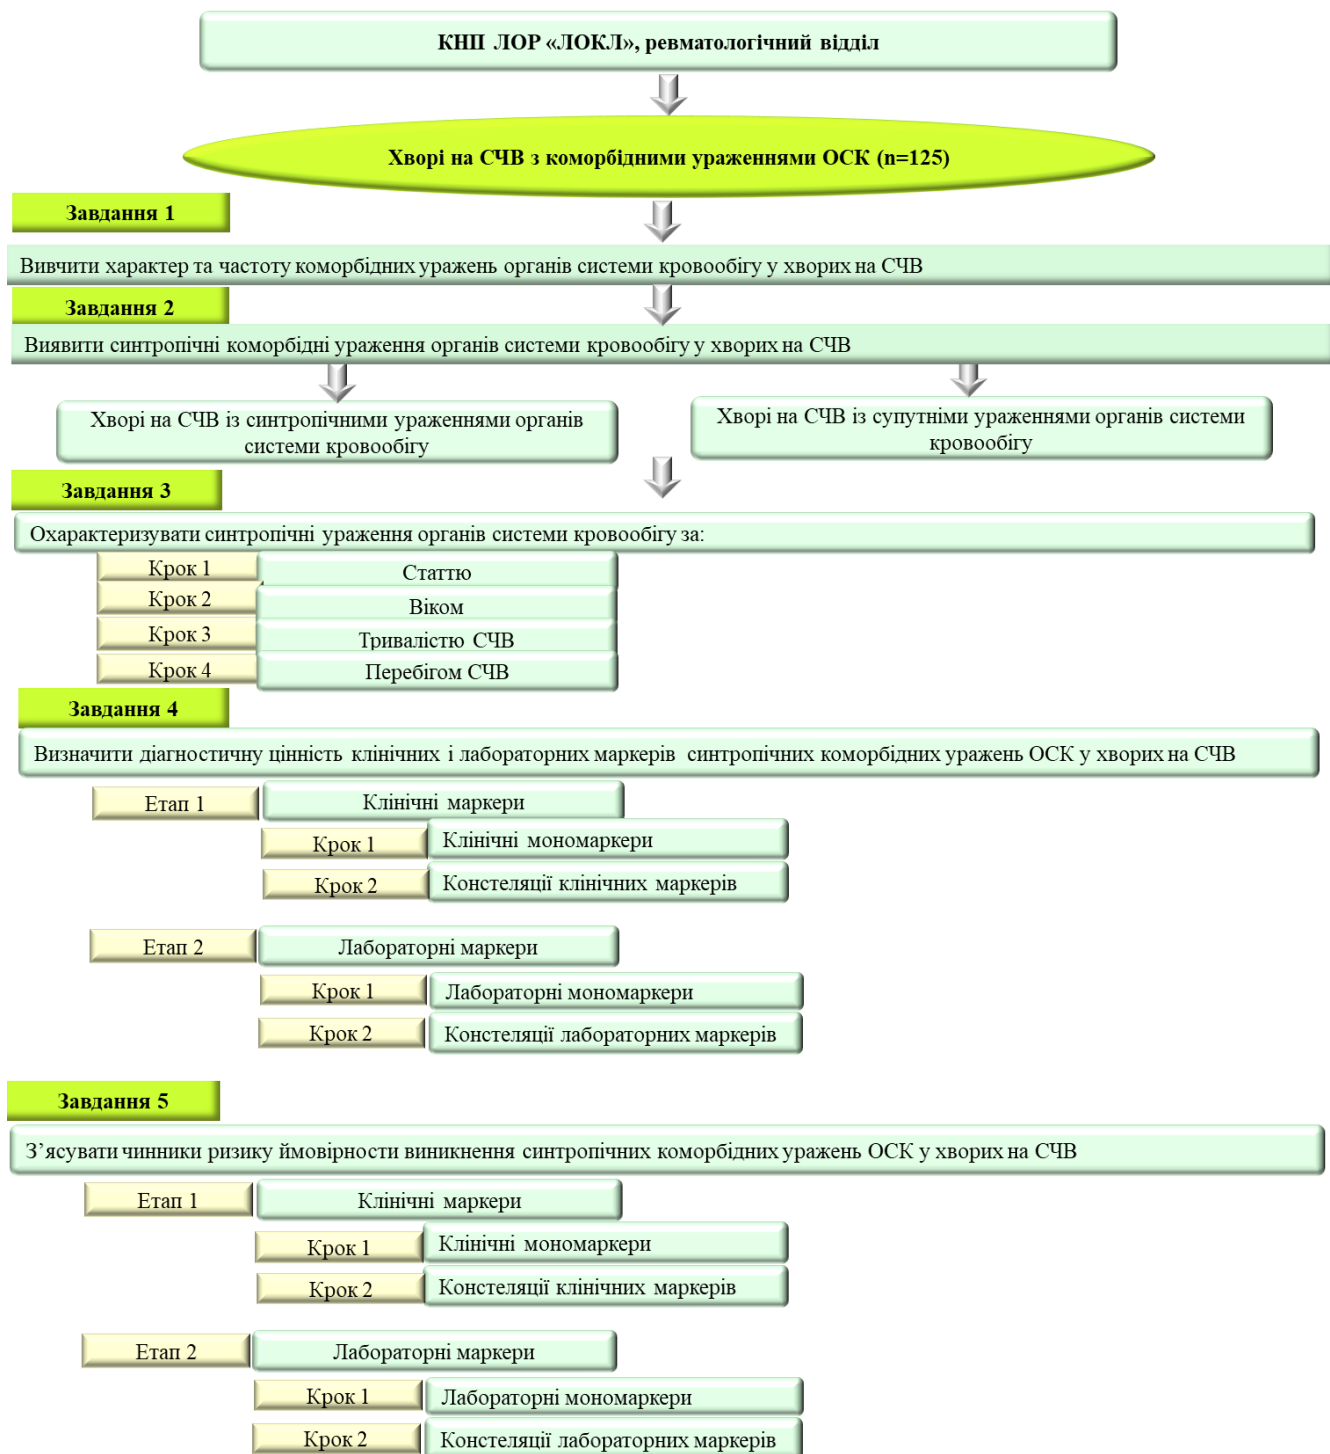 КНП ЛОР «ЛОКЛ», ревматологічний відділ
Хворі на СЧВ з коморбідними ураженнями ОСК (n=125)
Завдання 1
Вивчити характер та частоту коморбідних уражень органів системи кровообігу у хворих на СЧВ
Завдання 2
Виявити синтропічні коморбідні ураження органів системи кровообігу у хворих на СЧВ
Хворі на СЧВ із синтропічними ураженнями органів
системи кровообігу
Хворі на СЧВ із супутніми ураженнями органів системи
кровообігу
Завдання 3
Охарактеризувати синтропічні ураження органів системи кровообігу за:
Крок 1 Статтю
Крок 2 Віком
Крок 3 Тривалістю СЧВ
Крок 4 Перебігом СЧВ
Завдання 4
Визначити діагностичну цінність клінічних і лабораторних маркерів синтропічних коморбідних уражень ОСК у хворих на СЧВ
Етап 1 Клінічні маркери
Крок 1 Клінічні мономаркери
Крок 2 Констеляції клінічних маркерів
Етап 2 Лабораторні маркери
Крок 1 Лабораторні мономаркери
Крок 2 Констеляції лабораторних маркерів
Завдання 5
З’ясувати чинники ризику ймовірності виникнення синтропічних коморбідних уражень ОСК у хворих на СЧВ
Етап 1 Клінічні маркери
Крок 1 Клінічні мономаркери
Крок 2 Констеляції клінічних маркерів
Етап 2 Лабораторні маркери
Крок 1 Лабораторні мономаркери
Крок 2 Констеляції лабораторних маркерів